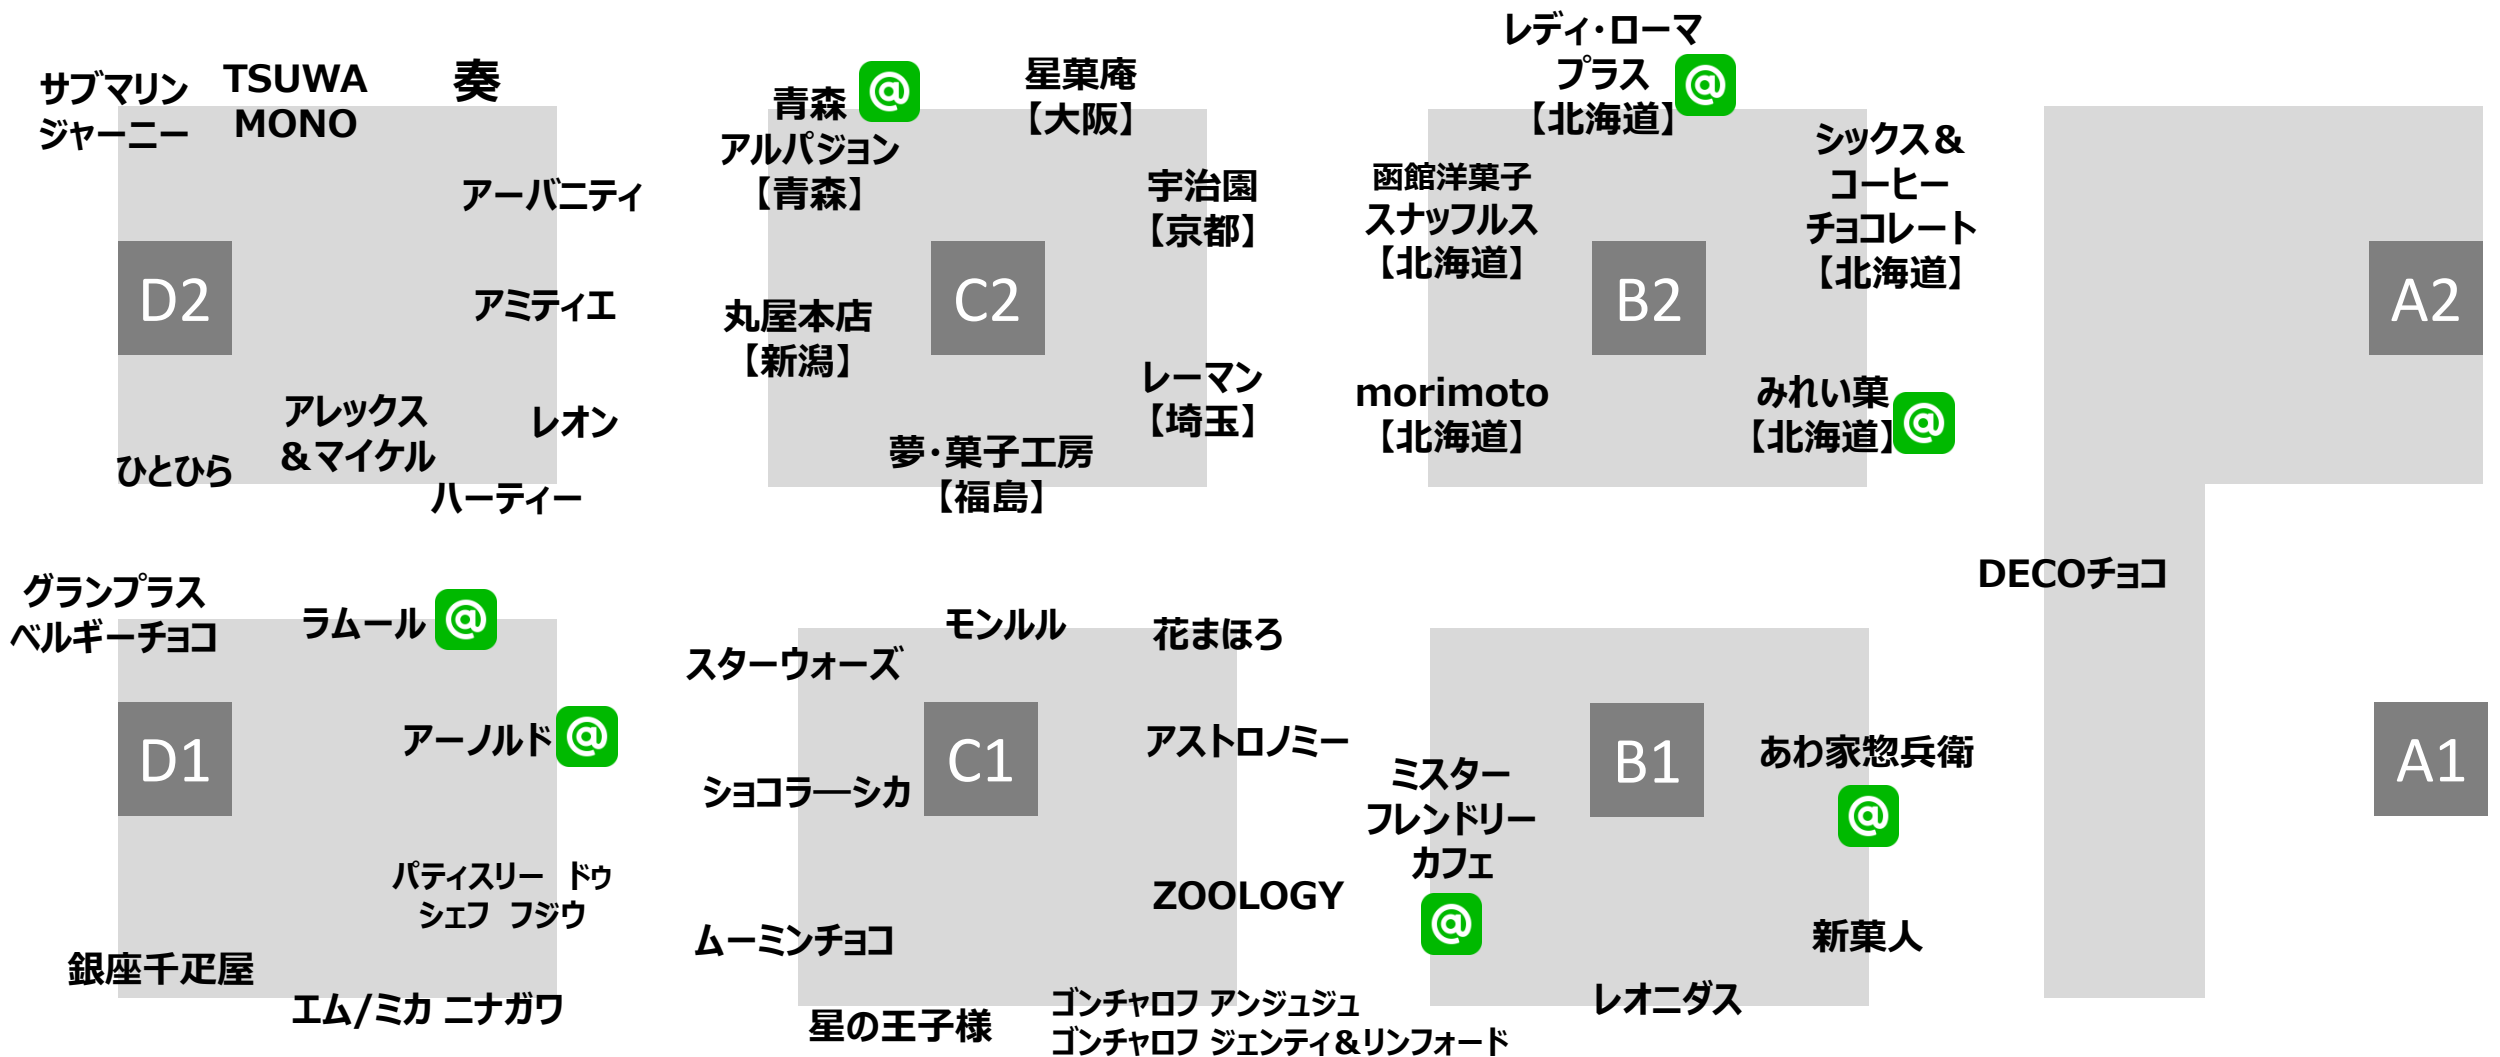 サブマリン
ジャーニー
TSUWA
MONO
奏
アーバニティ
D2
アミティエ
アレックス
&マイケル
レオン
ひとひら
ハーティー
青森
アルパジョン
【青森】
@
星菓庵
【大阪】
宇治園
【京都】
丸屋本店
【新潟】
C2
レーマン
【埼玉】
夢・菓子工房
【福島】
レディ・ローマ
プラス
【北海道】
@
函館洋菓子
スナッフルス
【北海道】
シックス&
コーヒー
チョコレート
【北海道】
B2
morimoto
【北海道】
みれい菓
【北海道】
@
A2
DECOチョコ
グランプラス
ベルギーチョコ
ラムール
@
D1
アーノルド
@
パティスリー ドゥ
シェフ フジウ
銀座千疋屋
エム/ミカ ニナガワ
モンルル
花まほろ
スターウォーズ
アストロノミー
ショコラーシカ
C1
ZOOLOGY
ムーミンチョコ
星の王子様
ゴンチャロフ アンジュジュ
ゴンチャロフ ジェンティ&リンフォード
ミスター
フレンドリー
カフェ
@
B1
あわ家惣兵衛
@
新菓人
レオニダス
A1